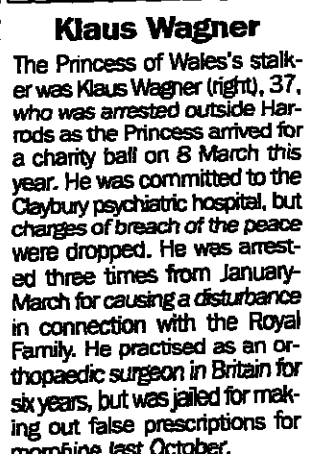 Klaus Wagner
The Princess of Wales's stalk-
er was Klaus Wagner (right), 37,
who was arrested outside Har-
rods as the Princess arrived for
a charity ball on 8 March this
year. He was committed to the
Claybury psychiatric hospital, but
charges of breach of the peace
were dropped. He was arrest-
ed three times from January-
March for causing a disturbance
in connection with the Royal
Family. He practised as an or-
thopaedic surgeon in Britain for
six years, but was jailed for mak-
ing out false prescriptions for
morphine last October.